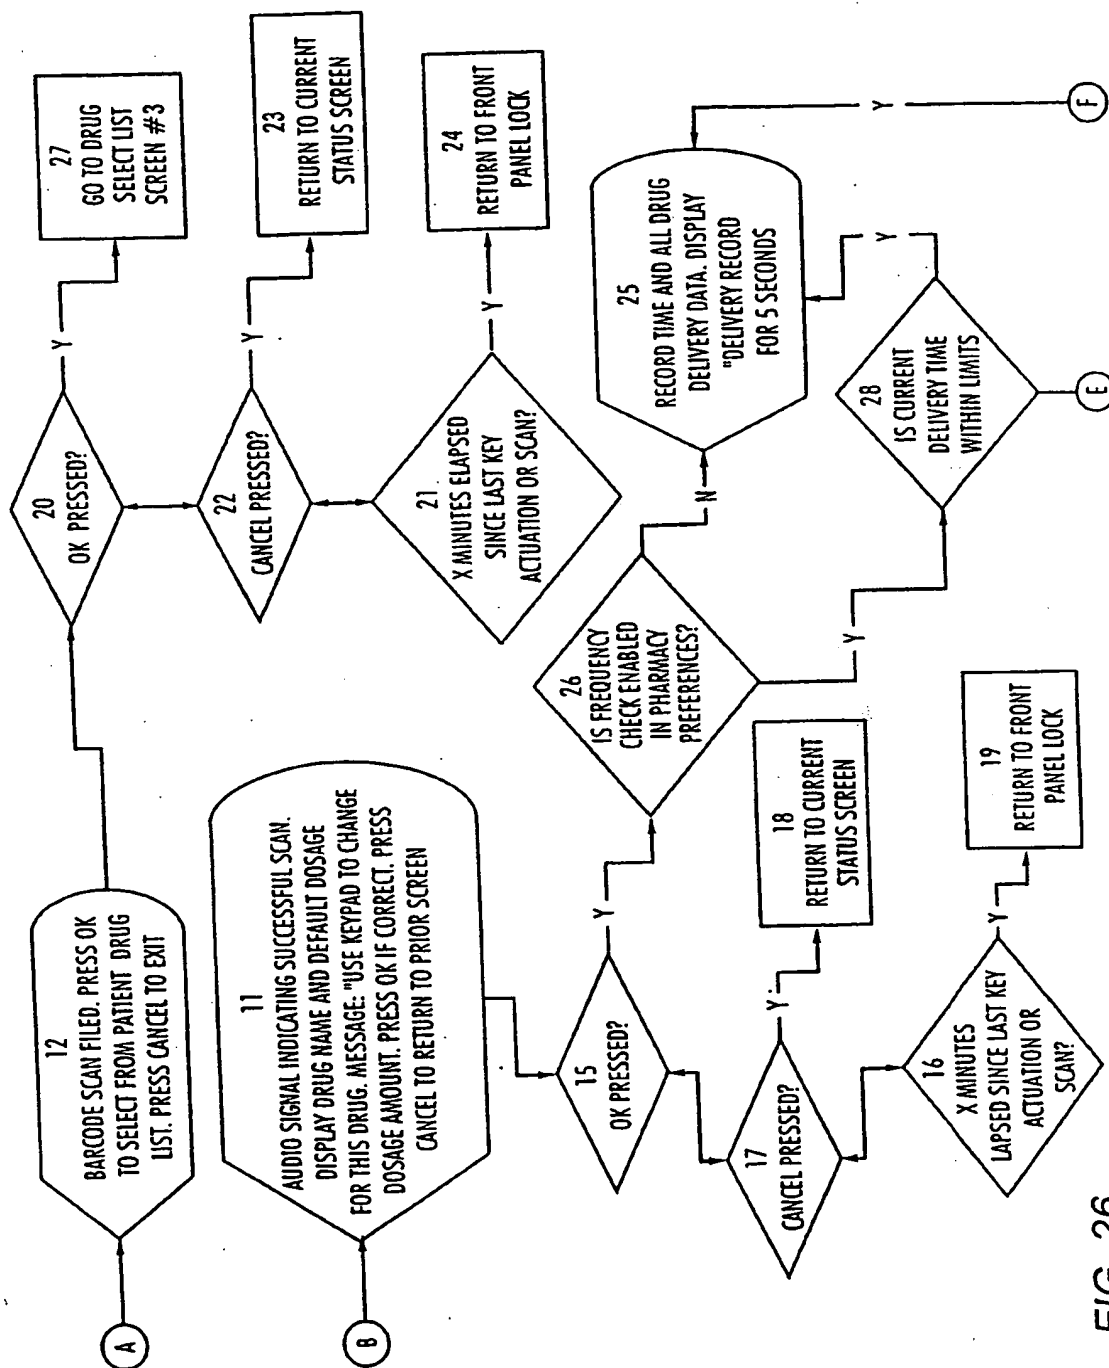 A
12
BARCODE SCAN FILED. PRESS OK
TO SELECT FROM PATIENT DRUG
LIST. PRESS CANCEL TO EXIT
20
OK PRESSED?
Y
27
GO TO DRUG
SELECT LIST
SCREEN #3
22
CANCEL PRESSED?
Y
23
RETURN TO CURRENT
STATUS SCREEN
21
X MINUTES ELAPSED
SINCE LAST KEY
ACTUATION OR SCAN?
Y
24
RETURN TO FRONT
PANEL LOCK
B
11
AUDIO SIGNAL INDICATING SUCCESSFUL SCAN.
DISPLAY DRUG NAME AND DEFAULT DOSAGE
FOR THIS DRUG. MESSAGE: "USE KEYPAD TO CHANGE
DOSAGE AMOUNT. PRESS OK IF CORRECT. PRESS
CANCEL TO RETURN TO PRIOR SCREEN
15
OK PRESSED?
Y
26
IS FREQUENCY
CHECK ENABLED
IN PHARMACY
PREFERENCES?
N
25
RECORD TIME AND ALL DRUG
DELIVERY DATA. DISPLAY
"DELIVERY RECORD
FOR 5 SECONDS
Y
F
Y
28
IS CURRENT
DELIVERY TIME
WITHIN LIMITS
Y
E
17
CANCEL PRESSED?
Y
18
RETURN TO CURRENT
STATUS SCREEN
16
X MINUTES
LAPSED SINCE LAST KEY
ACTUATION OR
SCAN?
Y
19
RETURN TO FRONT
PANEL LOCK
FIG. 26